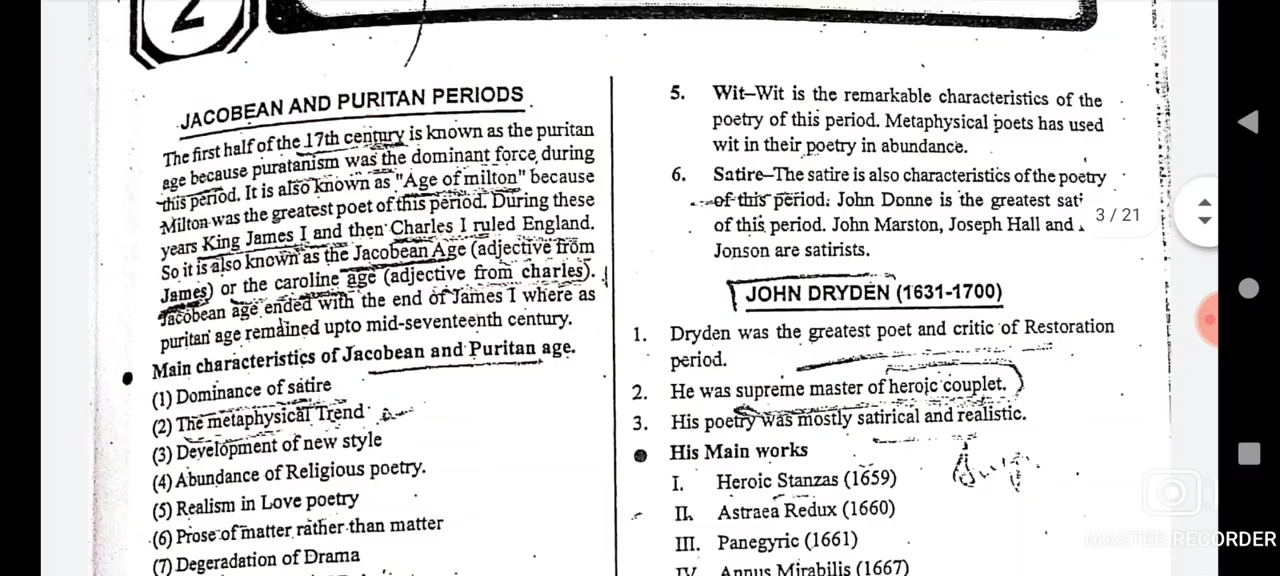 2
JACOBEAN AND PURITAN PERIODS
The first half of the 17th century is known as the puritan
age because puratanism was the dominant force during
this period. It is also known as "Age of milton" because
Milton was the greatest poet of this period. During these
years King James I and then Charles I ruled England.
So it is also known as the Jacobean Age (adjective from
James) or the caroline age (adjective from charles).
Jacobean age ended with the end of James I where as
puritan age remained upto mid-seventeenth century.
● Main characteristics of Jacobean and Puritan age.
(1) Dominance of satire
(2) The metaphysical Trend
(3) Development of new style
(4) Abundance of Religious poetry.
(5) Realism in Love poetry
(6) Prose of matter rather than matter
(7) Degeradation of Drama
5. Wit–Wit is the remarkable characteristics of the
poetry of this period. Metaphysical poets has used
wit in their poetry in abundance.
6. Satire–The satire is also characteristics of the poetry
of this period. John Donne is the greatest
of this period. John Marston, Joseph Hall and
Jonson are satirists.
JOHN DRYDEN (1631-1700)
1. Dryden was the greatest poet and critic of Restoration
period.
2. He was supreme master of heroic couplet.
3. His poetry was mostly satirical and realistic.
● His Main works
I. Heroic Stanzas (1659)
II. Astraea Redux (1660)
III. Panegyric (1661)
IV. Annus Mirabilis (1667)
3 / 21
MASTER RECORDER